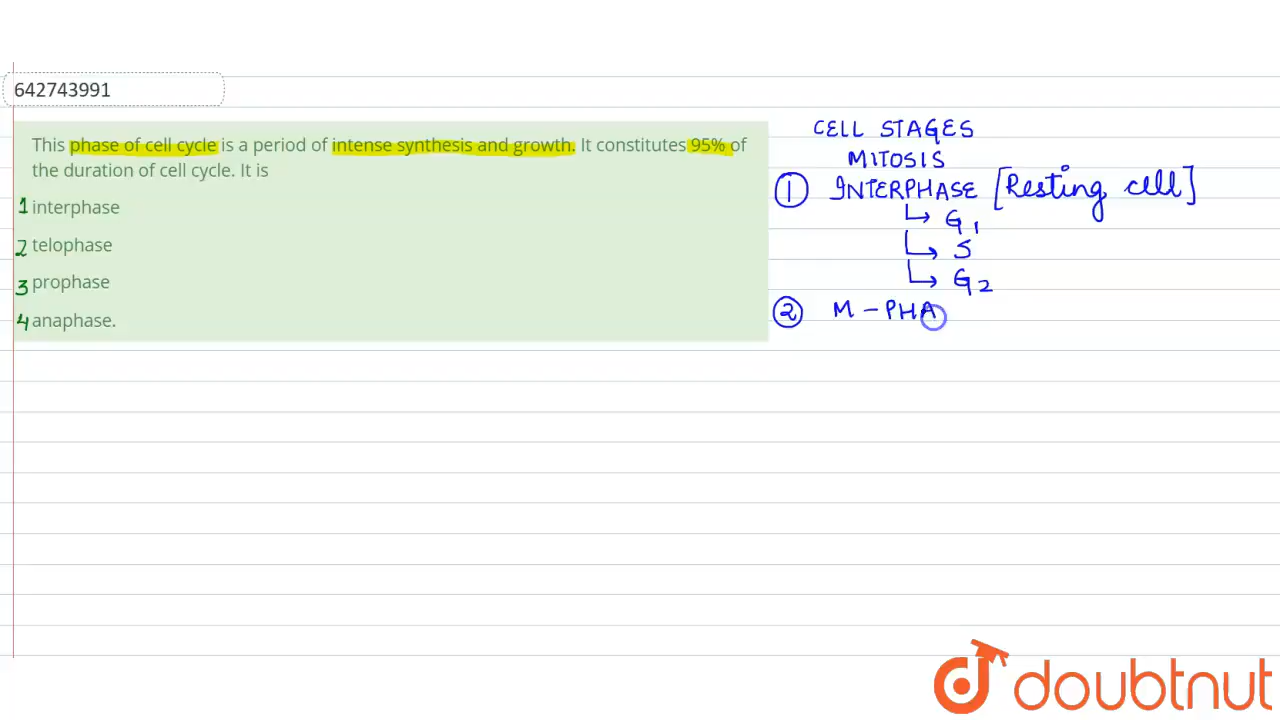 642743991
This phase of cell cycle is a period of intense synthesis and growth. It constitutes 95% of
the duration of cell cycle. It is
1 interphase
2 telophase
3 prophase
4 anaphase.
CELL STAGES
MITOSIS
1 INTERPHASE [Resting cell]
G1
S
G2
2 M-PHA
doubtnut